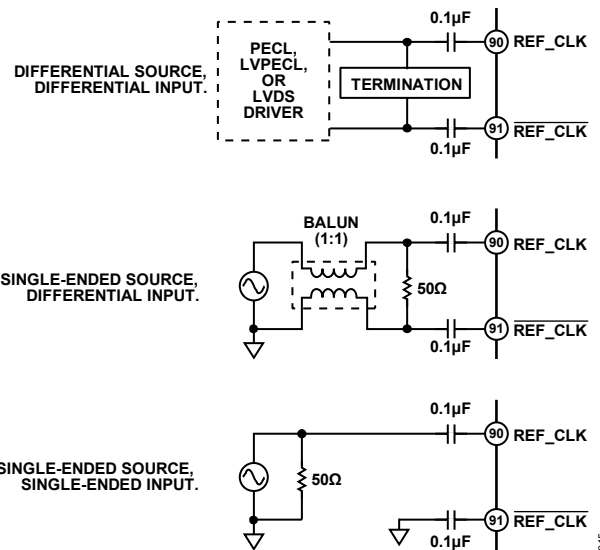 0.1µF
90 REF_CLK
PECL,
LVPECL,
OR
LVDS
DRIVER
DIFFERENTIAL SOURCE,
DIFFERENTIAL INPUT.
TERMINATION
91 REF_CLK
0.1µF
BALUN
(1:1)
0.1µF
90 REF_CLK
SINGLE-ENDED SOURCE,
DIFFERENTIAL INPUT.
50Ω
91 REF_CLK
0.1µF
0.1µF
90 REF_CLK
SINGLE-ENDED SOURCE,
SINGLE-ENDED INPUT.
50Ω
91 REF_CLK
0.1µF